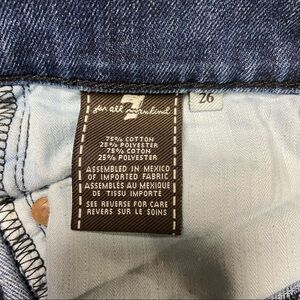 7
for all mankind
26
75% COTTON
25% POLYESTER
75% COTON
25% POLYESTER
ASSEMBLED IN MEXICO
OF IMPORTED FABRIC
ASSEMBLÉS AU MEXIQUE
DE TISSU IMPORTÉ
SEE REVERSE FOR CARE
REVERS SUR LE SOINS